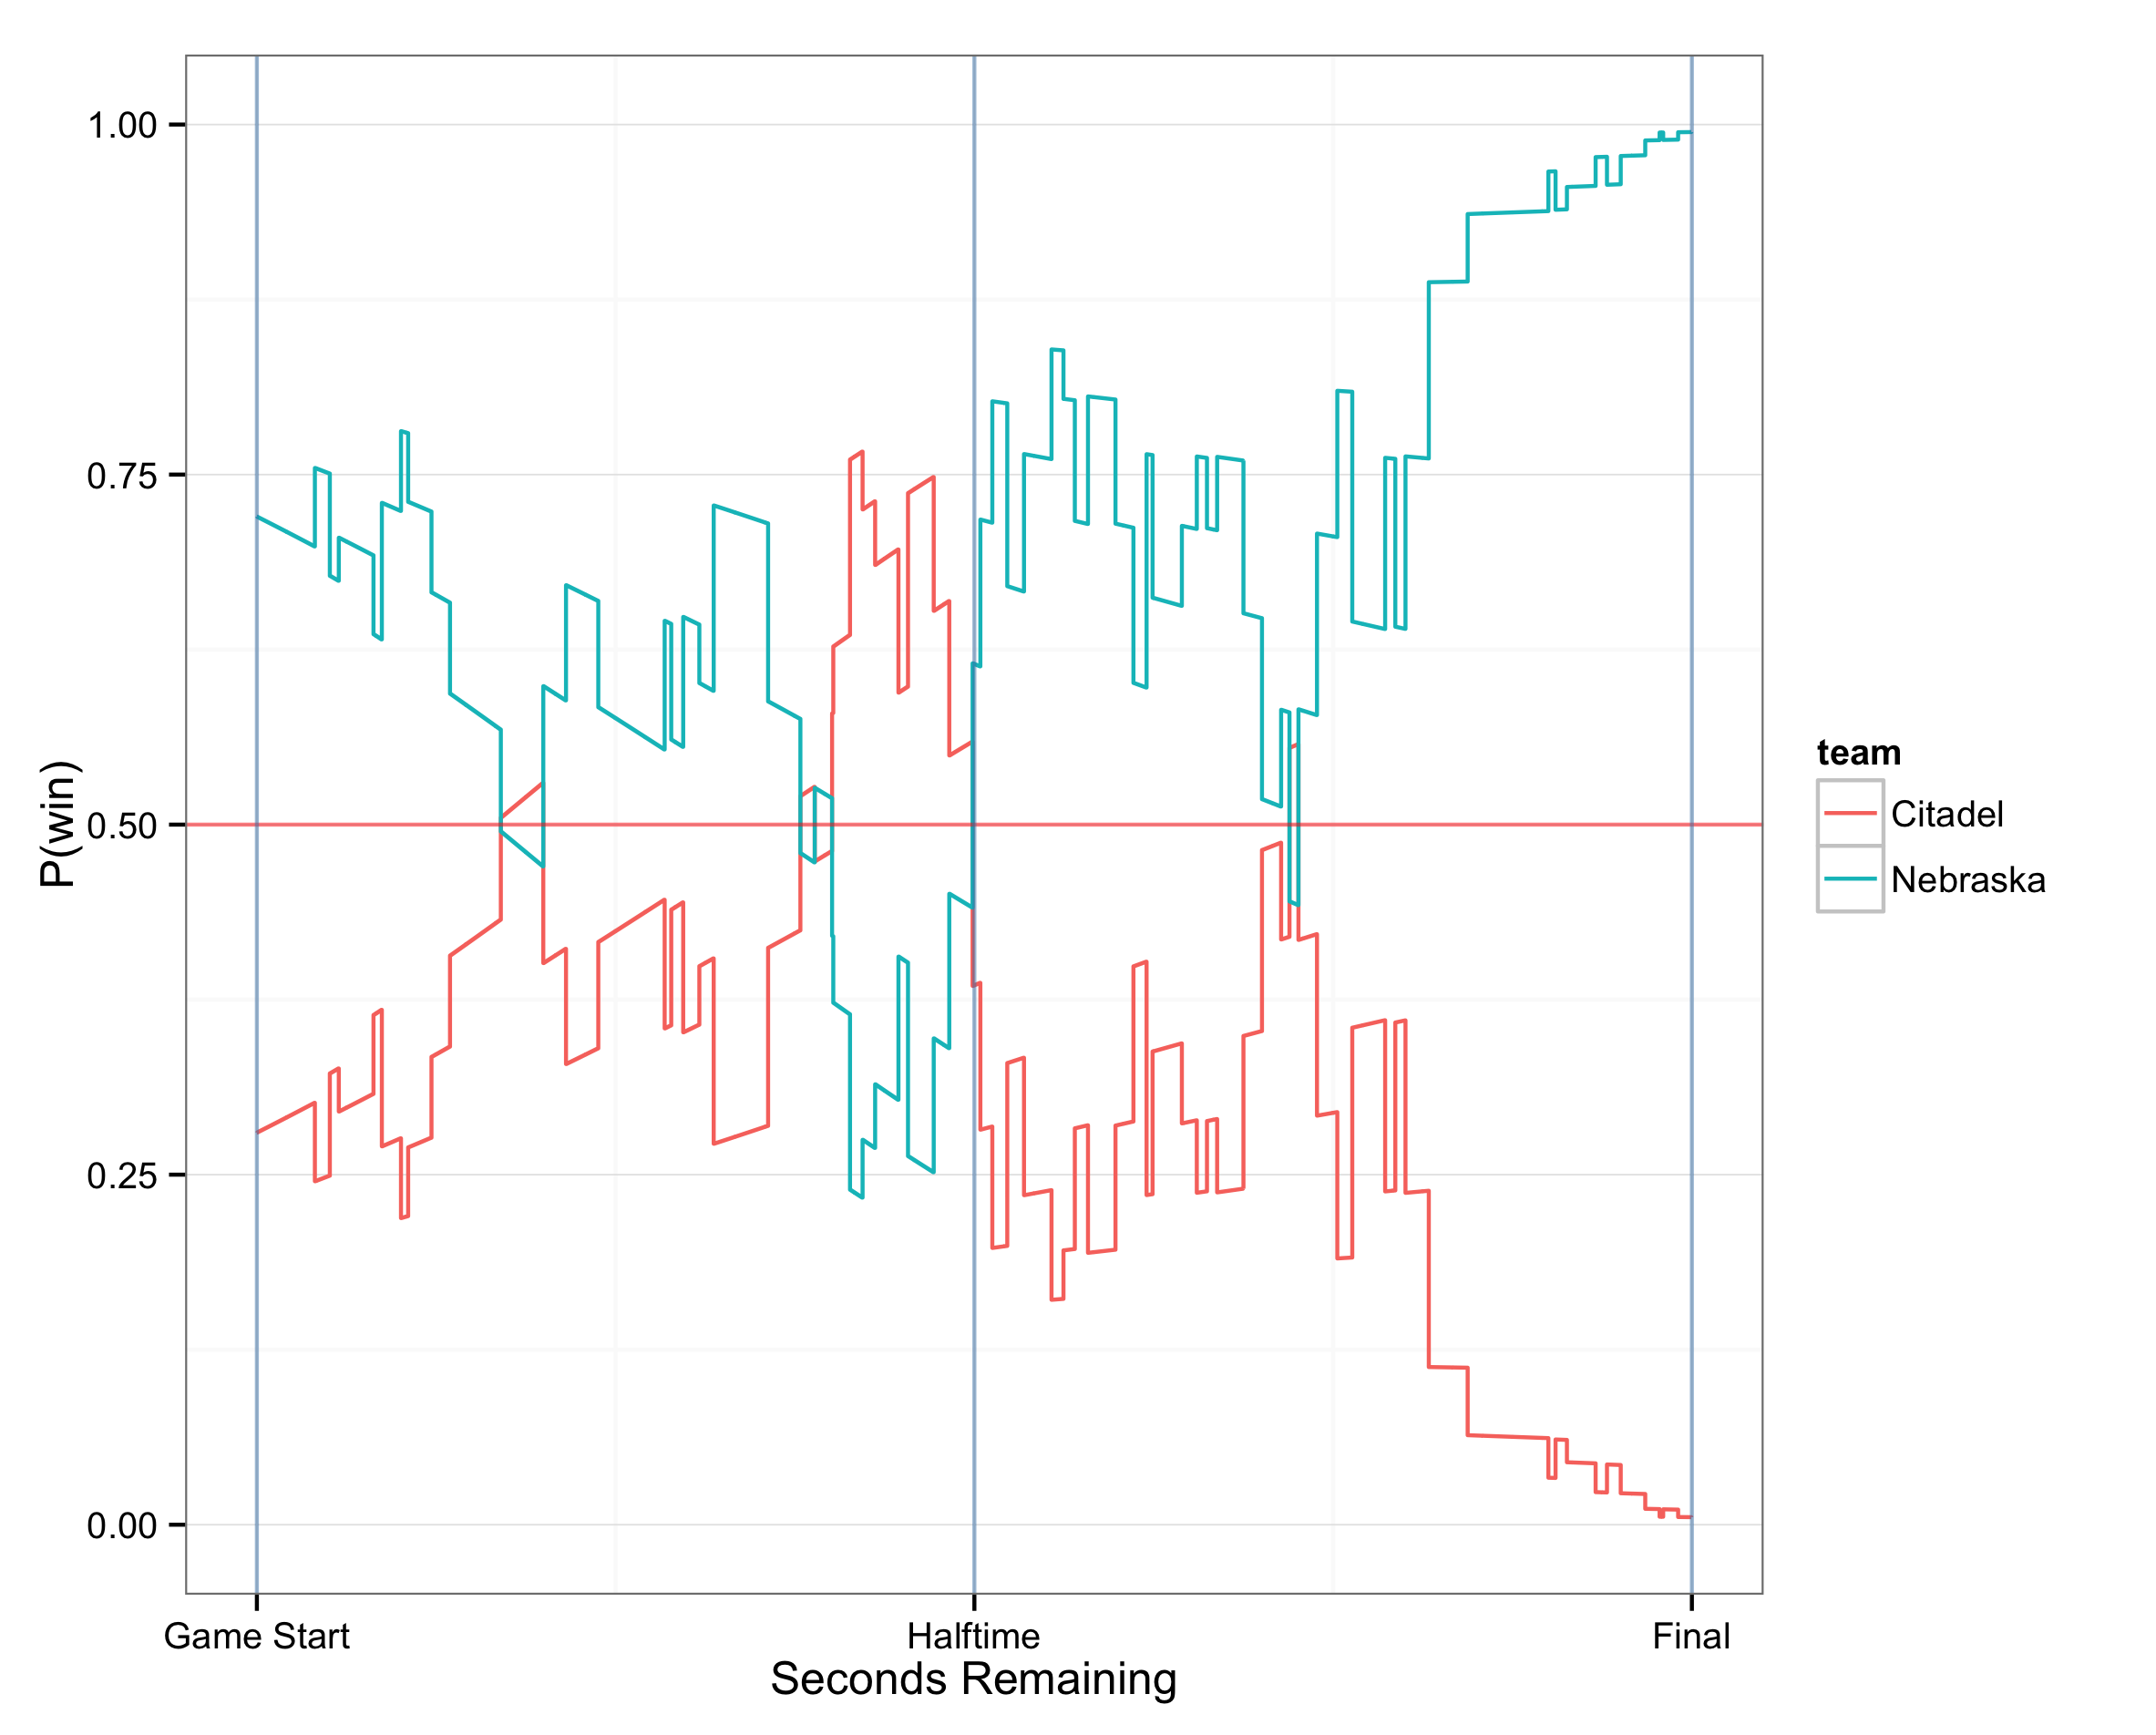 1.00
0.75
0.50
0.25
0.00
P(win)
Game Start
Halftime
Final
Seconds Remaining
team
Citadel
Nebraska